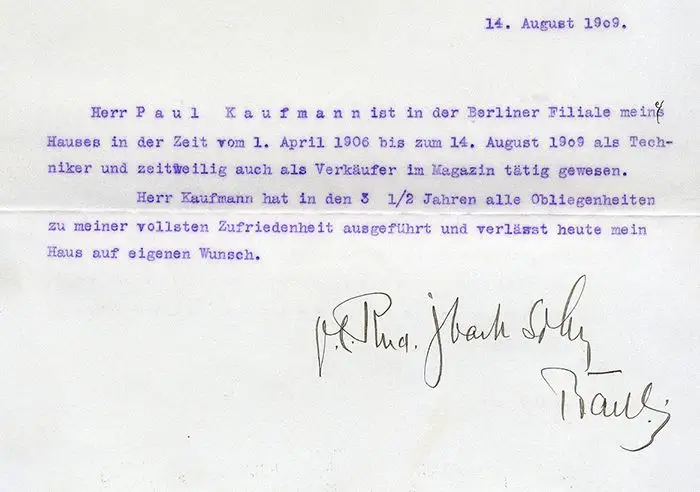 14. August 1909.
Herr P a u l   K a u f m a n n ist in der Berliner Filiale meines
Hauses in der Zeit vom 1. April 1906 bis zum 14. August 1909 als Tech-
niker und zeitweilig auch als Verkäufer im Magazin tätig gewesen.
Herr Kaufmann hat in den 3 1/2 Jahren alle Obliegenheiten
zu meiner vollsten Zufriedenheit ausgeführt und verlässt heute mein
Haus auf eigenen Wunsch.
Rud. Ibach Sohn